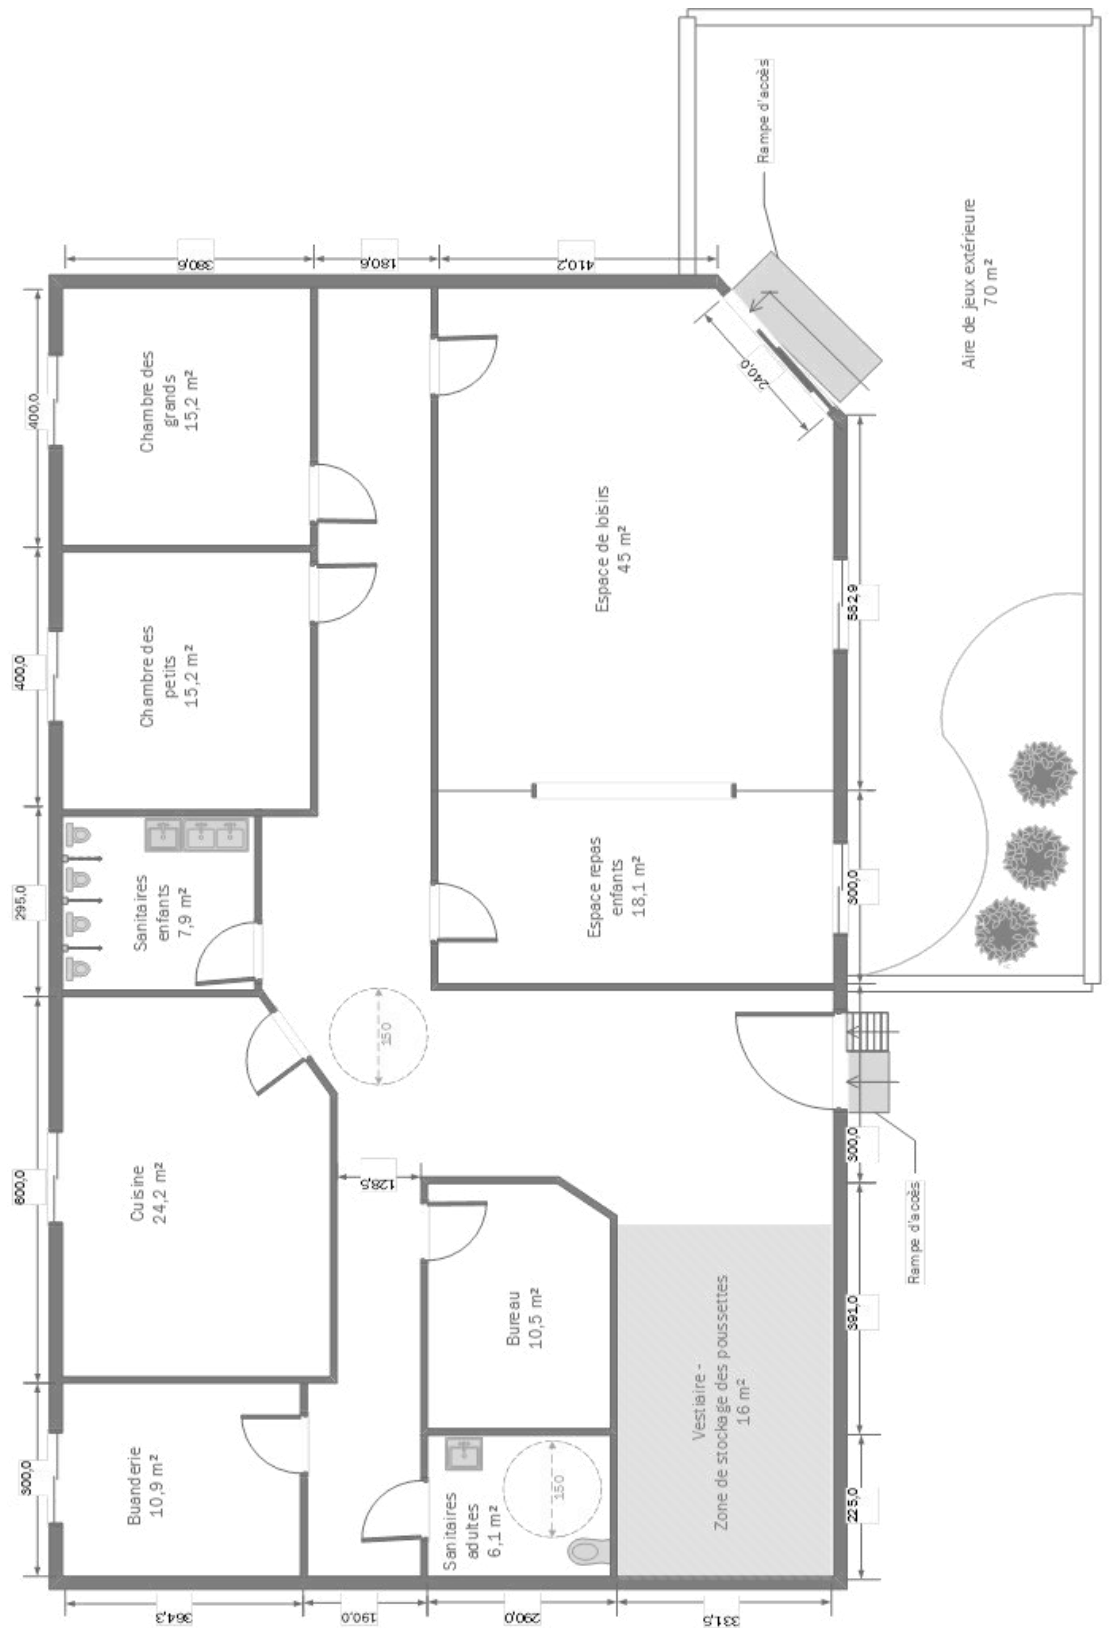 Rampe d'accès
380,6
180,6
410,2
Aire de jeux extérieure
70 m²
Chambre des
grands
15,2 m²
400,0
240,0
Espace de loisirs
45 m²
582,9
Chambre des
petits
15,2 m²
400,0
Sanitaires
enfants
7,9 m²
295,0
Espace repas
enfants
18,1 m²
300,0
150
Cuisine
24,2 m²
600,0
128,5
300,0
Rampe d'accès
Bureau
10,5 m²
391,0
Vestiaire -
Zone de stockage des poussettes
16 m²
Buanderie
10,9 m²
300,0
Sanitaires
adultes
6,1 m²
150
225,0
364,3
190,0
290,0
331,5